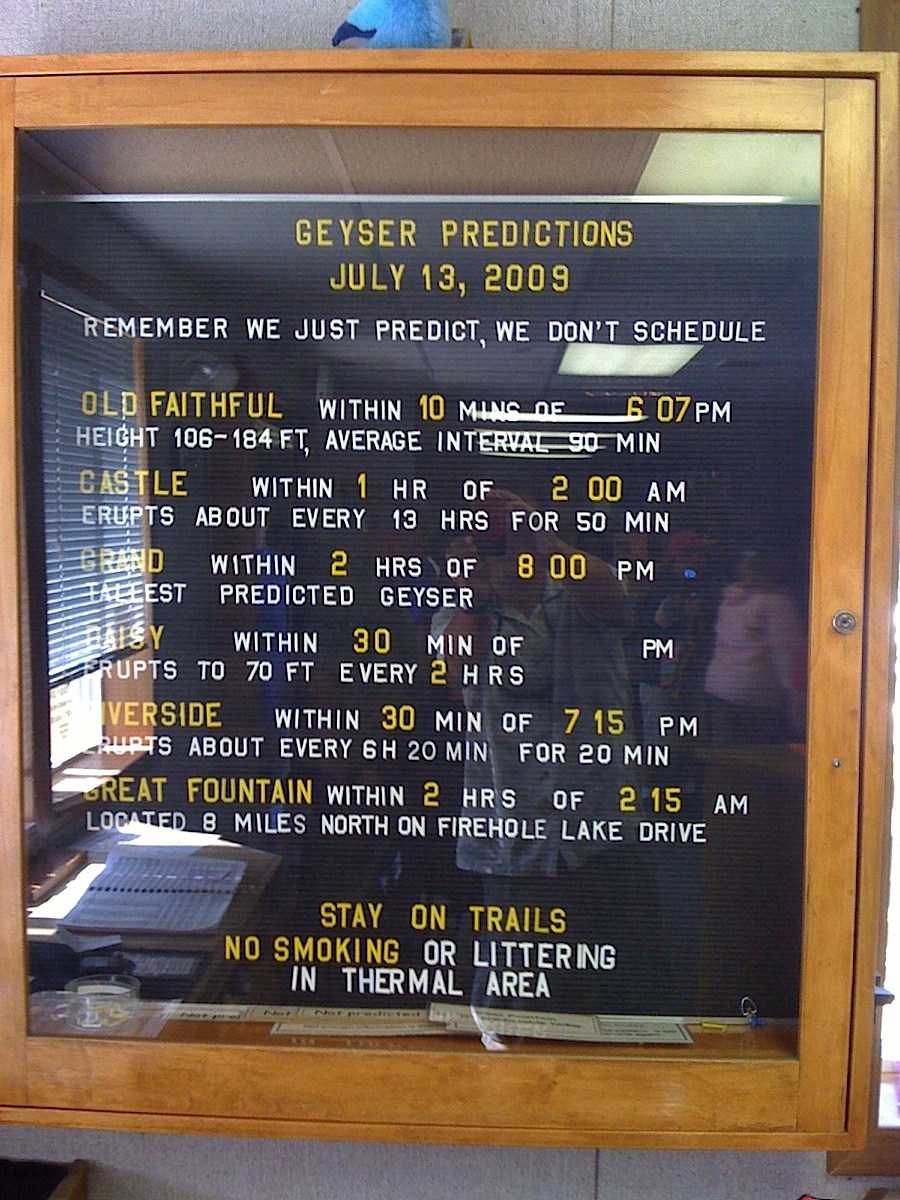 GEYSER PREDICTIONS
JULY 13, 2009
REMEMBER WE JUST PREDICT, WE DON'T SCHEDULE
OLD FAITHFUL WITHIN 10 MINS OF 6 07 PM
HEIGHT 106-184 FT, AVERAGE INTERVAL 90 MIN
CASTLE WITHIN 1 HR OF 2 00 AM
ERUPTS ABOUT EVERY 13 HRS FOR 50 MIN
GRAND WITHIN 2 HRS OF 8 00 PM
TALLEST PREDICTED GEYSER
DAISY WITHIN 30 MIN OF PM
ERUPTS TO 70 FT EVERY 2 HRS
RIVERSIDE WITHIN 30 MIN OF 7 15 PM
ERUPTS ABOUT EVERY 6H 20 MIN FOR 20 MIN
GREAT FOUNTAIN WITHIN 2 HRS OF 2 15 AM
LOCATED 8 MILES NORTH ON FIREHOLE LAKE DRIVE
STAY ON TRAILS
NO SMOKING OR LITTERING
IN THERMAL AREA
Not Not predicted